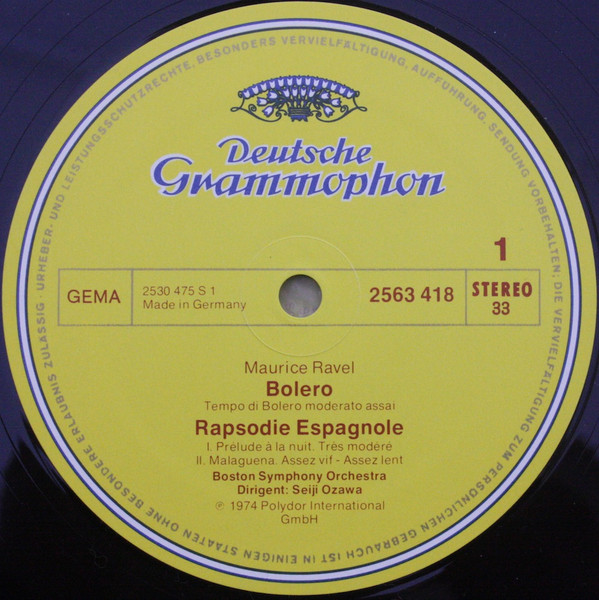 Deutsche
Grammophon
1
GEMA
2530 475 S 1
Made in Germany
2563 418
STEREO
33
Maurice Ravel
Bolero
Tempo di Bolero moderato assai
Rapsodie Espagnole
I. Prélude à la nuit. Très modéré
II. Malaguena. Assez vif - Assez lent
Boston Symphony Orchestra
Dirigent: Seiji Ozawa
℗ 1974 Polydor International
GmbH
URHEBER- UND LEISTUNGSSCHUTZRECHTE, BESONDERS VERVIELFÄLTIGUNG, AUFFÜHRUNG, SENDUNG VORBEHALTEN; DIE VERVIELFÄLTIGUNG ZUM PERSÖNLICHEN GEBRAUCH IST IN EINIGEN STAATEN OHNE BESONDERE ERLAUBNIS ZULÄSSIG ·